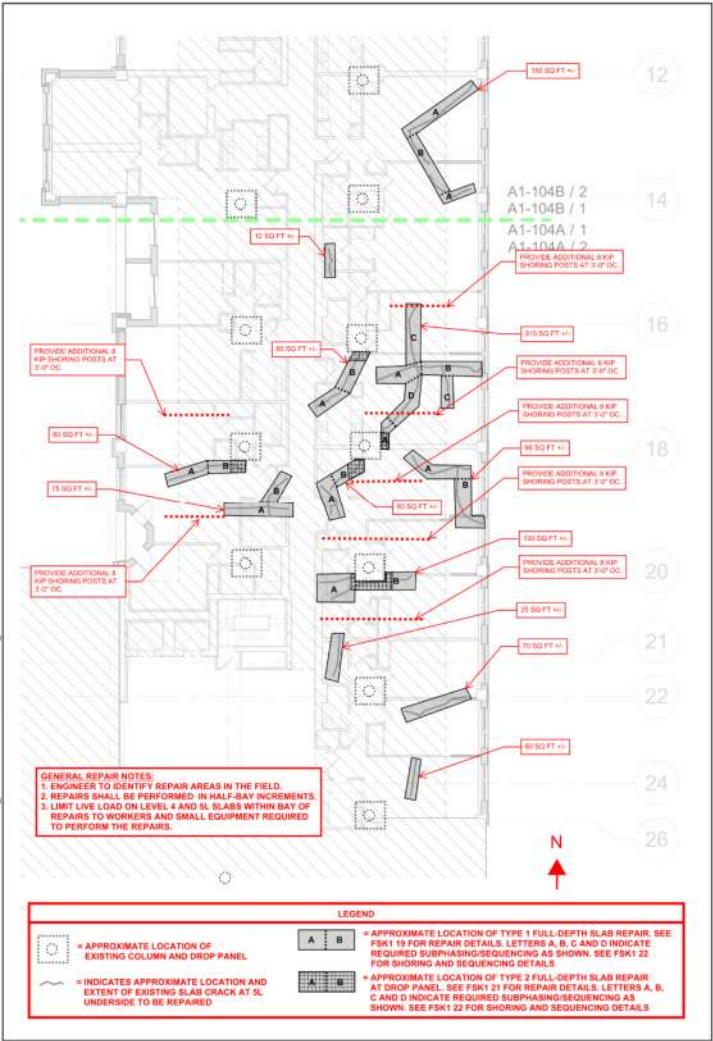 12
150 SQ FT +/-
A
B
A
A1-104B / 2
A1-104B / 1
14
A1-104A / 1
A1-104A / 2
12 SQ FT +/-
PROVIDE ADDITIONAL 8 KIP
SHORING POSTS AT 3'-0" OC.
16
315 SQ FT +/-
C
PROVIDE ADDITIONAL 8
KIP SHORING POSTS AT
3'-0" OC.
B
A
A
B
C
D
A
PROVIDE ADDITIONAL 8 KIP
SHORING POSTS AT 3'-0" OC.
PROVIDE ADDITIONAL 8 KIP
SHORING POSTS AT 3'-0" OC.
18
A
B
A
B
B
A
A
B
75 SQ FT +/-
B
A
PROVIDE ADDITIONAL 8 KIP
SHORING POSTS AT 3'-0" OC.
130 SQ FT +/-
PROVIDE ADDITIONAL 8
KIP SHORING POSTS AT
3'-0" OC.
A
B
PROVIDE ADDITIONAL 8 KIP
SHORING POSTS AT 3'-0" OC.
20
25 SQ FT +/-
21
70 SQ FT +/-
22
60 SQ FT +/-
24
26
GENERAL REPAIR NOTES:
1. ENGINEER TO IDENTIFY REPAIR AREAS IN THE FIELD.
2. REPAIRS SHALL BE PERFORMED IN HALF-BAY INCREMENTS.
3. LIMIT LIVE LOAD ON LEVEL 4 AND 5L SLABS WITHIN BAY OF
REPAIRS TO WORKERS AND SMALL EQUIPMENT REQUIRED
TO PERFORM THE REPAIRS.
N
LEGEND
= APPROXIMATE LOCATION OF
EXISTING COLUMN AND DROP PANEL
= INDICATES APPROXIMATE LOCATION AND
EXTENT OF EXISTING SLAB CRACK AT 5L
UNDERSIDE TO BE REPAIRED
A B
= APPROXIMATE LOCATION OF TYPE 1 FULL-DEPTH SLAB REPAIR. SEE
FSK1 19 FOR REPAIR DETAILS. LETTERS A, B, C AND D INDICATE
REQUIRED SUBPHASING/SEQUENCING AS SHOWN. SEE FSK1 22
FOR SHORING AND SEQUENCING DETAILS
A B
= APPROXIMATE LOCATION OF TYPE 2 FULL-DEPTH SLAB REPAIR
AT DROP PANEL. SEE FSK1 21 FOR REPAIR DETAILS. LETTERS A, B,
C AND D INDICATE REQUIRED SUBPHASING/SEQUENCING AS
SHOWN. SEE FSK1 22 FOR SHORING AND SEQUENCING DETAILS